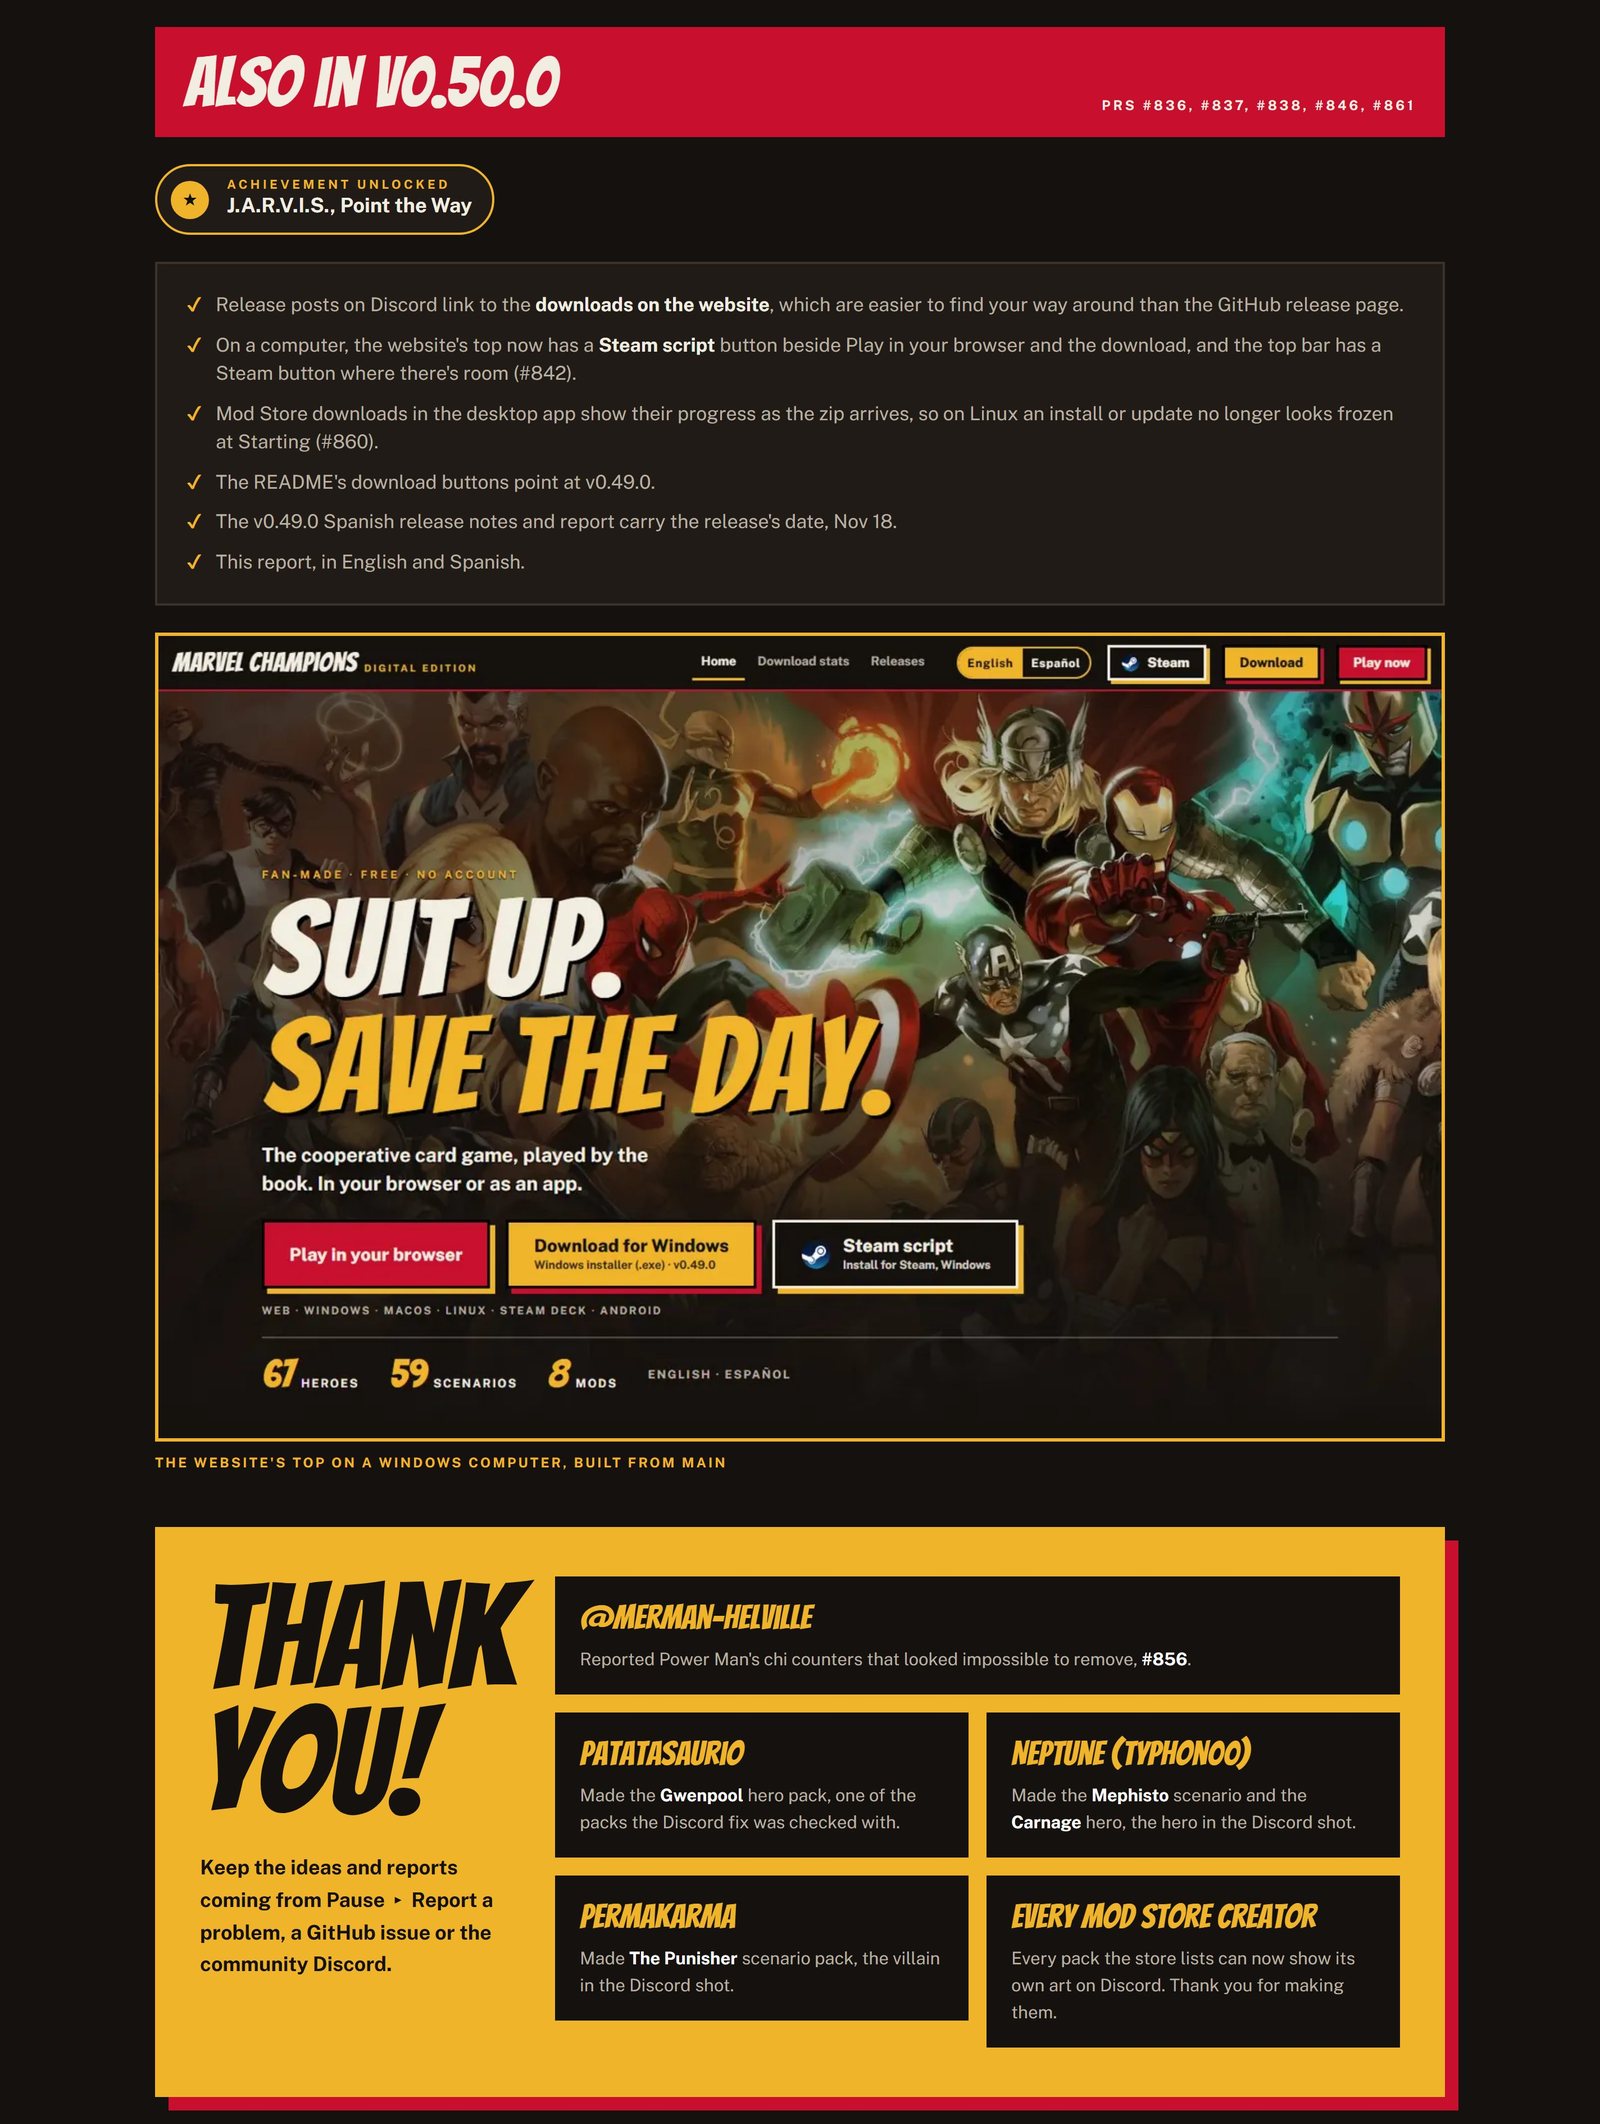 ALSO IN V0.50.0
PRS #836, #837, #838, #846, #861
ACHIEVEMENT UNLOCKED
J.A.R.V.I.S., Point the Way
✓ Release posts on Discord link to the downloads on the website, which are easier to find your way around than the GitHub release page.
✓ On a computer, the website's top now has a Steam script button beside Play in your browser and the download, and the top bar has a
Steam button where there's room (#842).
✓ Mod Store downloads in the desktop app show their progress as the zip arrives, so on Linux an install or update no longer looks frozen
at Starting (#860).
✓ The README's download buttons point at v0.49.0.
✓ The v0.49.0 Spanish release notes and report carry the release's date, Nov 18.
✓ This report, in English and Spanish.
MARVEL CHAMPIONS DIGITAL EDITION
Home Download stats Releases English Español Steam Download Play now
FAN-MADE · FREE · NO ACCOUNT
SUIT UP.
SAVE THE DAY.
The cooperative card game, played by the
book. In your browser or as an app.
Play in your browser
Download for Windows
Windows installer (.exe) · v0.49.0
Steam script
Install for Steam, Windows
WEB · WINDOWS · MACOS · LINUX · STEAM DECK · ANDROID
67 HEROES 59 SCENARIOS 8 MODS ENGLISH · ESPAÑOL
THE WEBSITE'S TOP ON A WINDOWS COMPUTER, BUILT FROM MAIN
THANK
YOU!
Keep the ideas and reports
coming from Pause ▸ Report a
problem, a GitHub issue or the
community Discord.
@MERMAN-HELVILLE
Reported Power Man's chi counters that looked impossible to remove, #856.
PATATASAURIO
Made the Gwenpool hero pack, one of the
packs the Discord fix was checked with.
NEPTUNE (TYPHONOO)
Made the Mephisto scenario and the
Carnage hero, the hero in the Discord shot.
PERMAKARMA
Made The Punisher scenario pack, the villain
in the Discord shot.
EVERY MOD STORE CREATOR
Every pack the store lists can now show its
own art on Discord. Thank you for making
them.